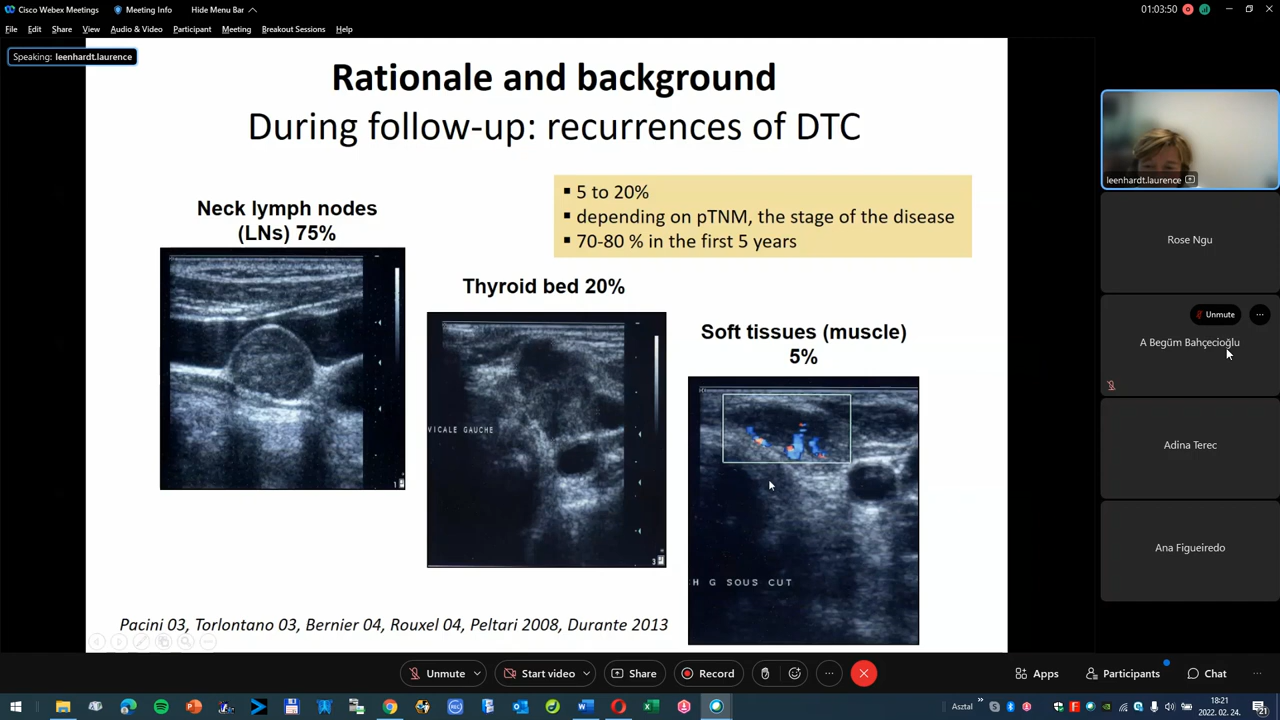 Cisco Webex Meetings
Meeting Info
Hide Menu Bar
01:03:50
File Edit Share View Audio & Video Participant Meeting Breakout Sessions Help
Speaking: leenhardt.laurence
Rationale and background
During follow-up: recurrences of DTC
▪ 5 to 20%
▪ depending on pTNM, the stage of the disease
▪ 70-80 % in the first 5 years
Neck lymph nodes
(LNs) 75%
Thyroid bed 20%
VICALE GAUCHE
Soft tissues (muscle)
5%
H G SOUS CUT
Pacini 03, Torlontano 03, Bernier 04, Rouxel 04, Peltari 2008, Durante 2013
leenhardt.laurence
Rose Ngu
Unmute
A Begüm Bahçecioğlu
Adina Terec
Ana Figueiredo
Unmute
Start video
Share
Record
Apps
Participants
Chat
Asztal
18:21
2022. 02. 24.